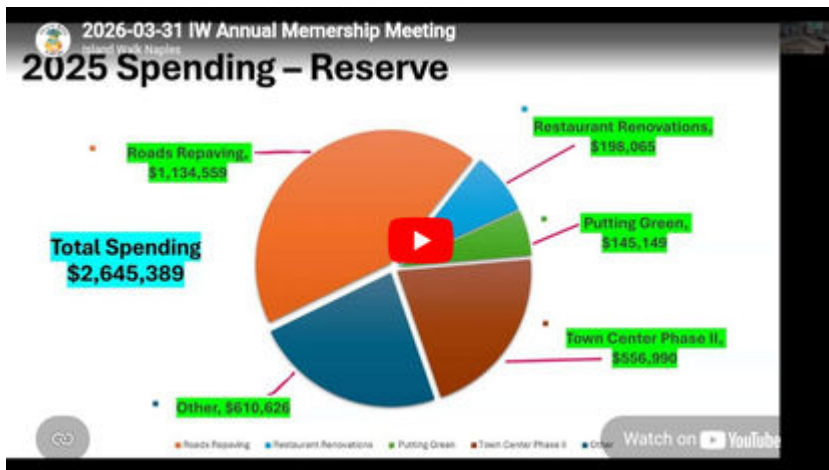 2026-03-31 IW Annual Memership Meeting
Island Walk Naples
2025 Spending – Reserve
Restaurant Renovations,
$198,065
Roads Repaving,
$1,134,559
Putting Green,
$145,149
Total Spending
$2,645,389
Town Center Phase II,
$556,990
Other, $610,626
Roads Repaving Restaurant Renovations Putting Green Town Center Phase II Other
Watch on YouTube